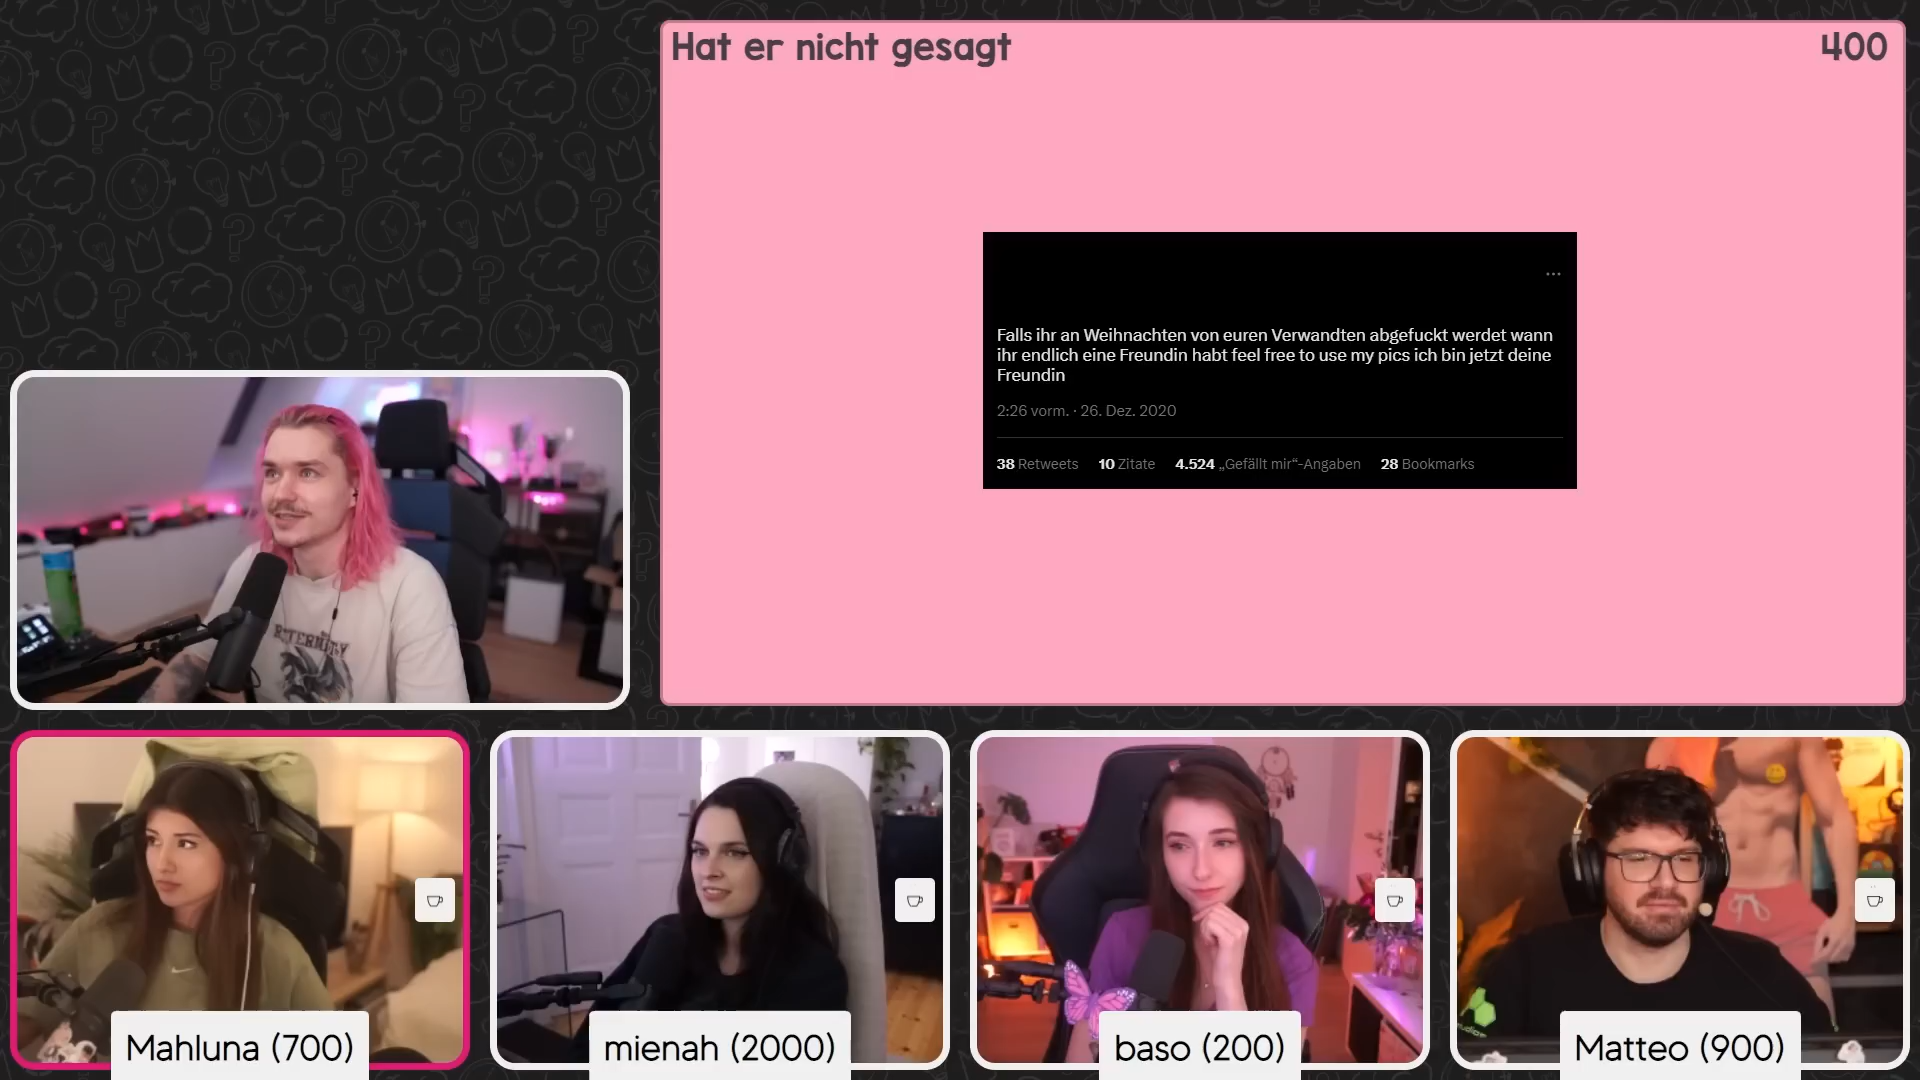 Hat er nicht gesagt
400
...
Falls ihr an Weihnachten von euren Verwandten abgefuckt werdet wann
ihr endlich eine Freundin habt feel free to use my pics ich bin jetzt deine
Freundin
2:26 vorm. · 26. Dez. 2020
38 Retweets 10 Zitate 4.524 „Gefällt mir“-Angaben 28 Bookmarks
ETERNITY
Mahluna (700)
mienah (2000)
baso (200)
Matteo (900)